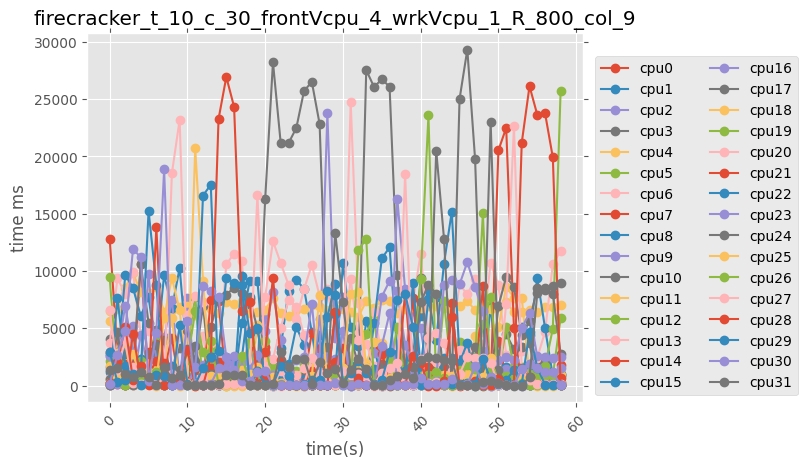 firecracker_t_10_c_30_frontVcpu_4_wrkVcpu_1_R_800_col_9
time ms
30000
25000
20000
15000
10000
5000
0
0
10
20
30
40
50
60
time(s)
cpu0
cpu1
cpu2
cpu3
cpu4
cpu5
cpu6
cpu7
cpu8
cpu9
cpu10
cpu11
cpu12
cpu13
cpu14
cpu15
cpu16
cpu17
cpu18
cpu19
cpu20
cpu21
cpu22
cpu23
cpu24
cpu25
cpu26
cpu27
cpu28
cpu29
cpu30
cpu31